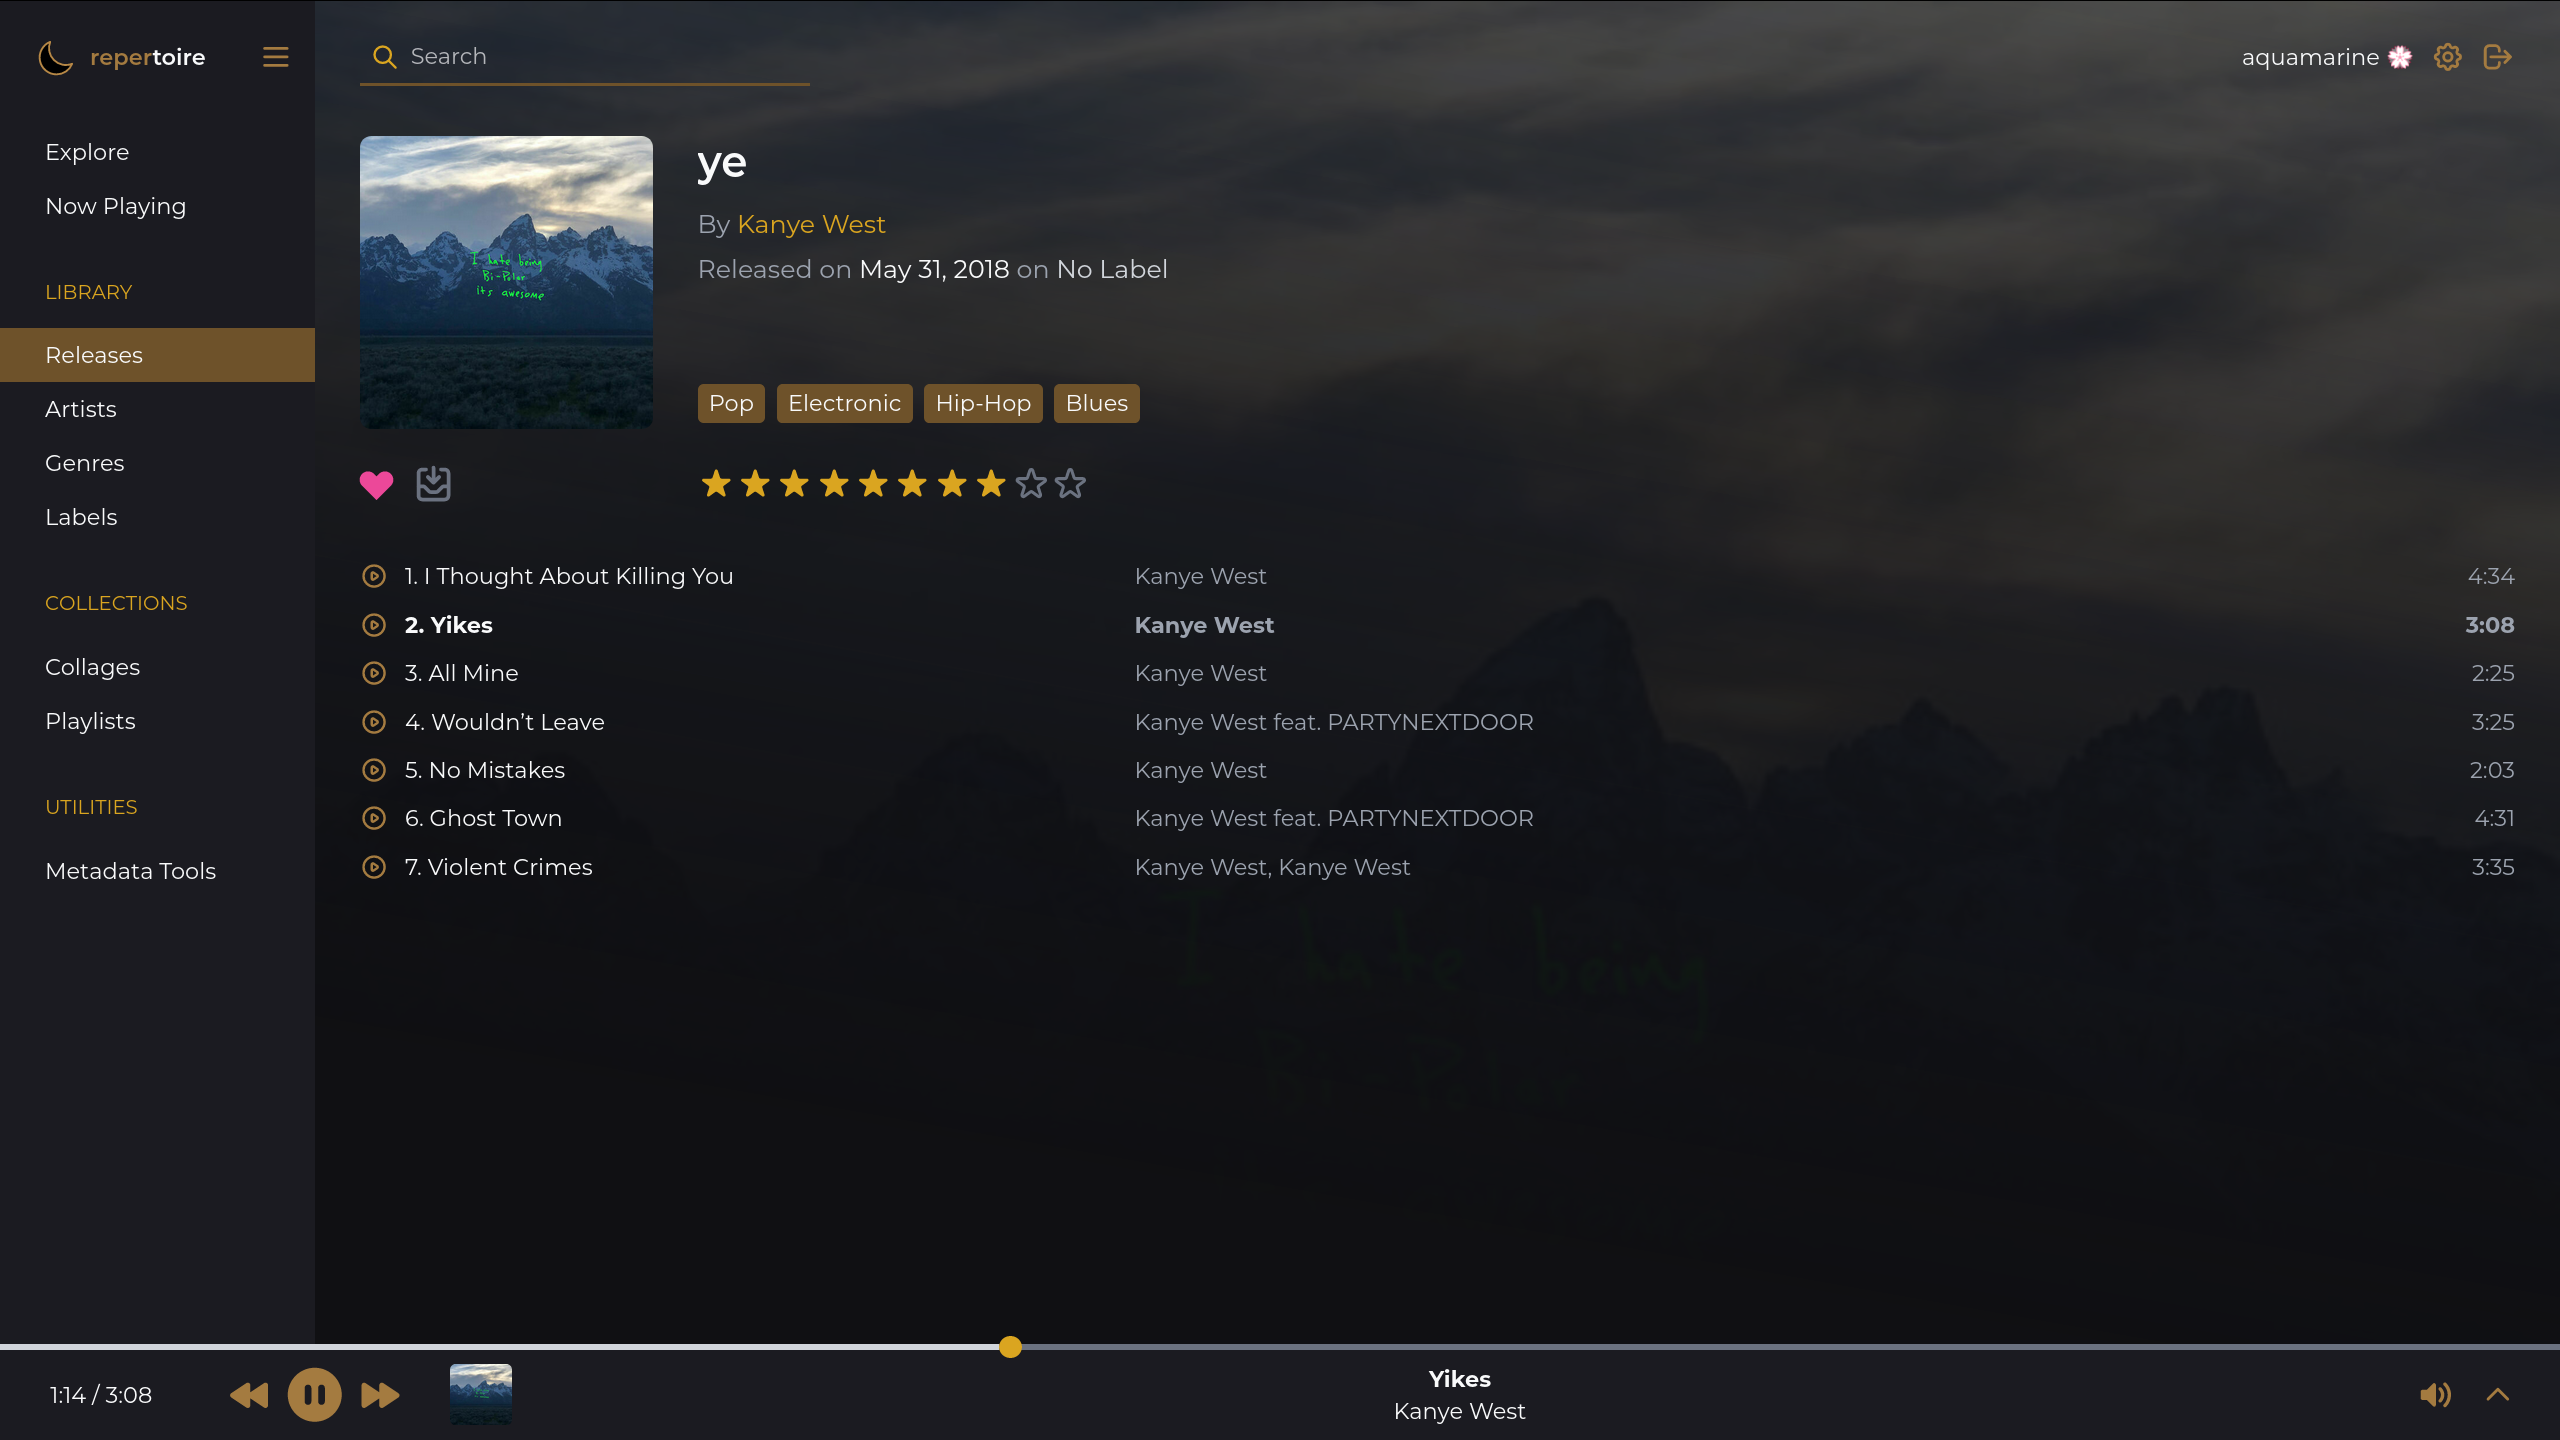 repertoire
Search
aquamarine
Explore
Now Playing
LIBRARY
Releases
Artists
Genres
Labels
COLLECTIONS
Collages
Playlists
UTILITIES
Metadata Tools
I hate being
Bi-Polar
its awesome
ye
By Kanye West
Released on May 31, 2018 on No Label
Pop Electronic Hip-Hop Blues
1. I Thought About Killing You Kanye West 4:34
2. Yikes Kanye West 3:08
3. All Mine Kanye West 2:25
4. Wouldn’t Leave Kanye West feat. PARTYNEXTDOOR 3:25
5. No Mistakes Kanye West 2:03
6. Ghost Town Kanye West feat. PARTYNEXTDOOR 4:31
7. Violent Crimes Kanye West, Kanye West 3:35
I hate being
Bi-Polar
1:14 / 3:08
Yikes
Kanye West